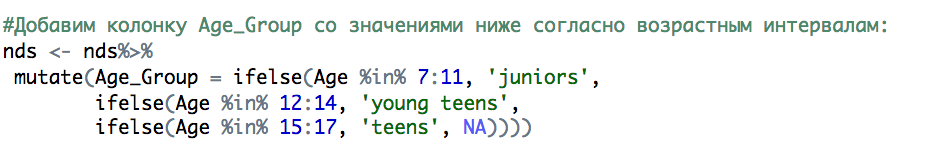 #Добавим колонку Age_Group со значениями ниже согласно возрастным интервалам:
nds <- nds%>%
mutate(Age_Group = ifelse(Age %in% 7:11, 'juniors',
ifelse(Age %in% 12:14, 'young teens',
ifelse(Age %in% 15:17, 'teens', NA))))